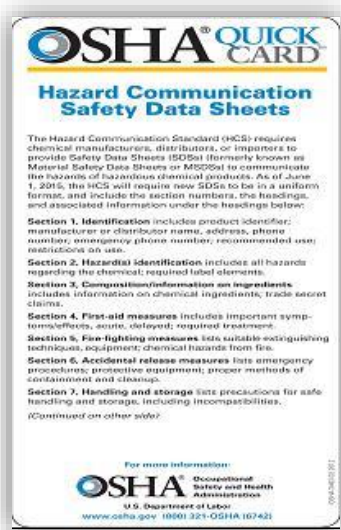 OSHA® QUICK
CARD™
Hazard Communication
Safety Data Sheets
The Hazard Communication Standard (HCS) requires
chemical manufacturers, distributors, or importers to
provide Safety Data Sheets (SDSs) (formerly known as
Material Safety Data Sheets or MSDSs) to communicate
the hazards of hazardous chemical products. As of June
1, 2015, the HCS will require new SDSs to be in a uniform
format, and include the section numbers, the headings,
and associated information under the headings below:
Section 1, Identification includes product identifier;
manufacturer or distributor name, address, phone
number; emergency phone number; recommended use;
restrictions on use.
Section 2, Hazard(s) identification includes all hazards
regarding the chemical; required label elements.
Section 3, Composition/information on ingredients
includes information on chemical ingredients; trade secret
claims.
Section 4, First-aid measures includes important symp-
toms/effects, acute, delayed; required treatment.
Section 5, Fire-fighting measures lists suitable extinguishing
techniques, equipment; chemical hazards from fire.
Section 6, Accidental release measures lists emergency
procedures; protective equipment; proper methods of
containment and cleanup.
Section 7, Handling and storage lists precautions for safe
handling and storage, including incompatibilities.
(Continued on other side)
For more information:
OSHA® Occupational
Safety and Health
Administration
U.S. Department of Labor
www.osha.gov (800) 321-OSHA (6742)